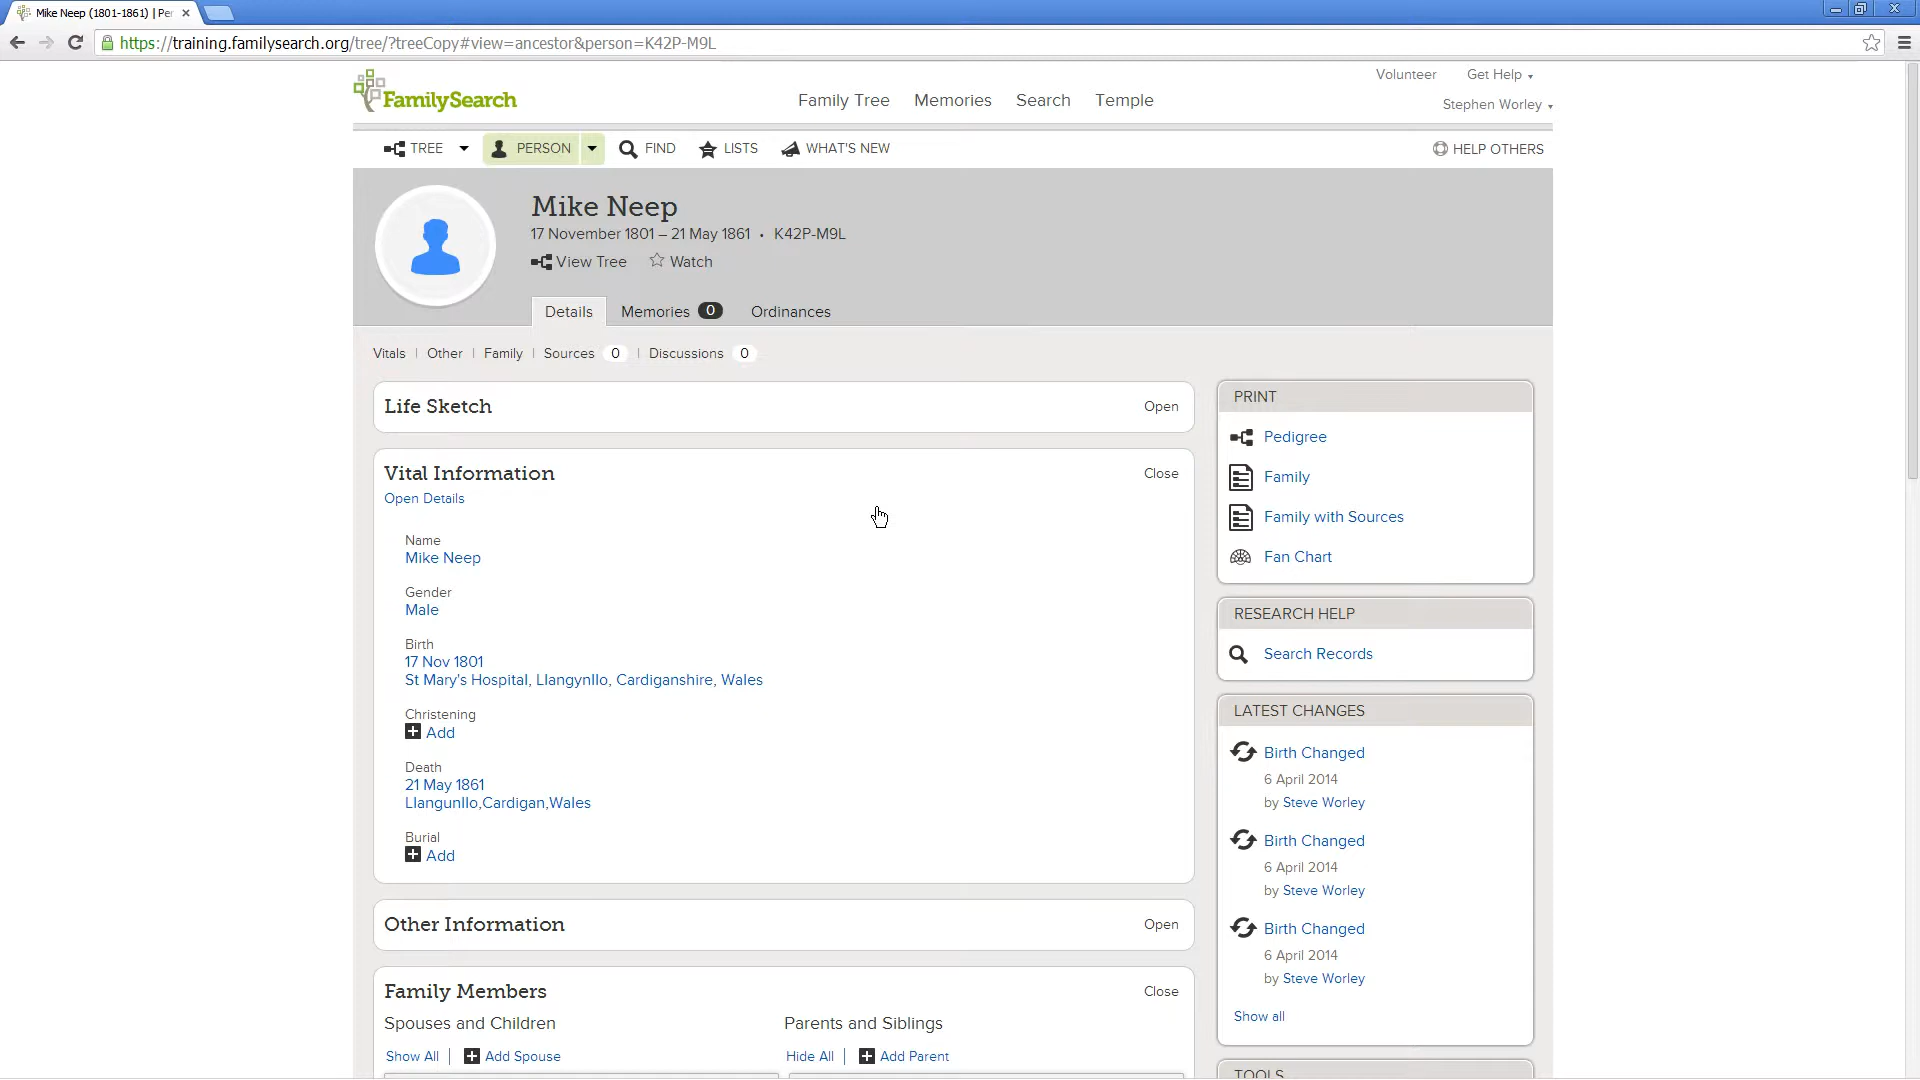 Mike Neep (1801-1861) | Per
https://training.familysearch.org/tree/?treeCopy#view=ancestor&person=K42P-M9L
Volunteer Get Help
FamilySearch
Family Tree Memories Search Temple
Stephen Worley
TREE PERSON FIND LISTS WHAT'S NEW HELP OTHERS
Mike Neep
17 November 1801 – 21 May 1861 • K42P-M9L
View Tree Watch
Details Memories 0 Ordinances
Vitals | Other | Family | Sources 0 | Discussions 0
Life Sketch Open
Vital Information Close
Open Details
Name
Mike Neep
Gender
Male
Birth
17 Nov 1801
St Mary's Hospital, Llangynllo, Cardiganshire, Wales
Christening
Add
Death
21 May 1861
Llangunllo,Cardigan,Wales
Burial
Add
Other Information Open
Family Members Close
Spouses and Children Parents and Siblings
Show All | Add Spouse Hide All | Add Parent
PRINT
Pedigree
Family
Family with Sources
Fan Chart
RESEARCH HELP
Search Records
LATEST CHANGES
Birth Changed
6 April 2014
by Steve Worley
Birth Changed
6 April 2014
by Steve Worley
Birth Changed
6 April 2014
by Steve Worley
Show all
TOOLS